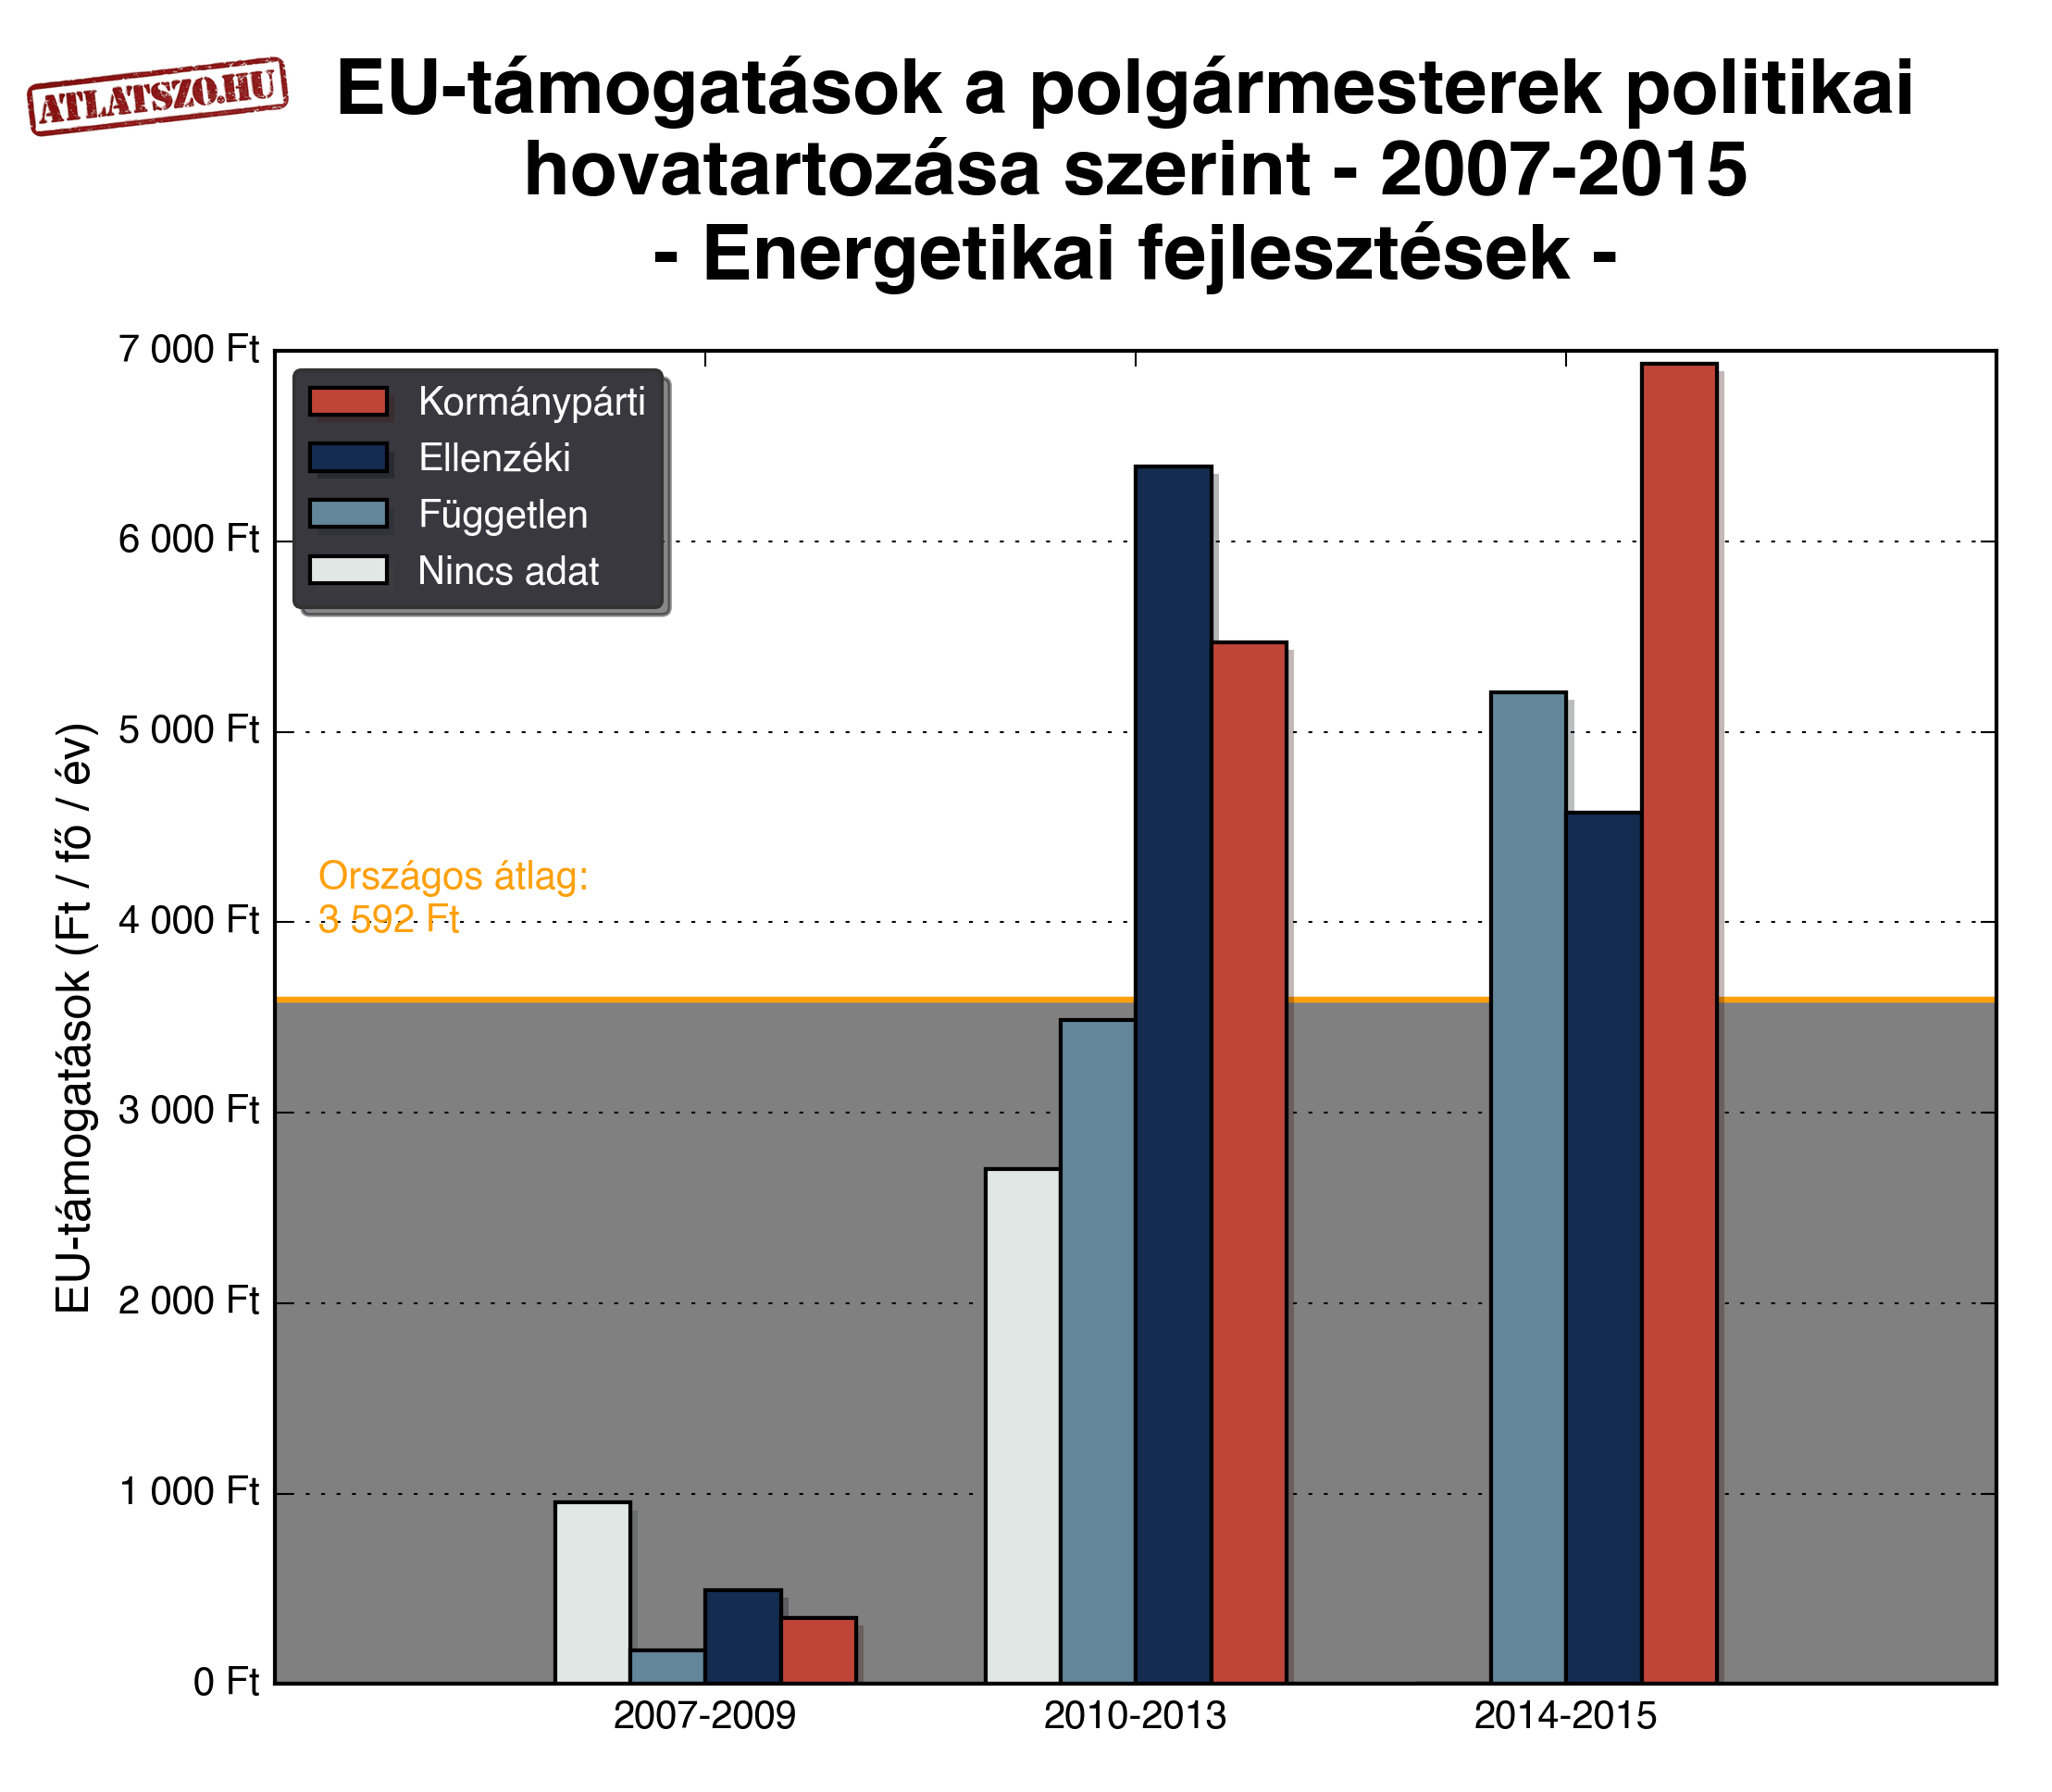 ATLATSZO.HU
EU-támogatások a polgármesterek politikai
hovatartozása szerint - 2007-2015
- Energetikai fejlesztések -
7 000 Ft
6 000 Ft
5 000 Ft
4 000 Ft
3 000 Ft
2 000 Ft
1 000 Ft
0 Ft
EU-támogatások (Ft / fő / év)
Kormánypárti
Ellenzéki
Független
Nincs adat
Országos átlag:
3 592 Ft
2007-2009
2010-2013
2014-2015